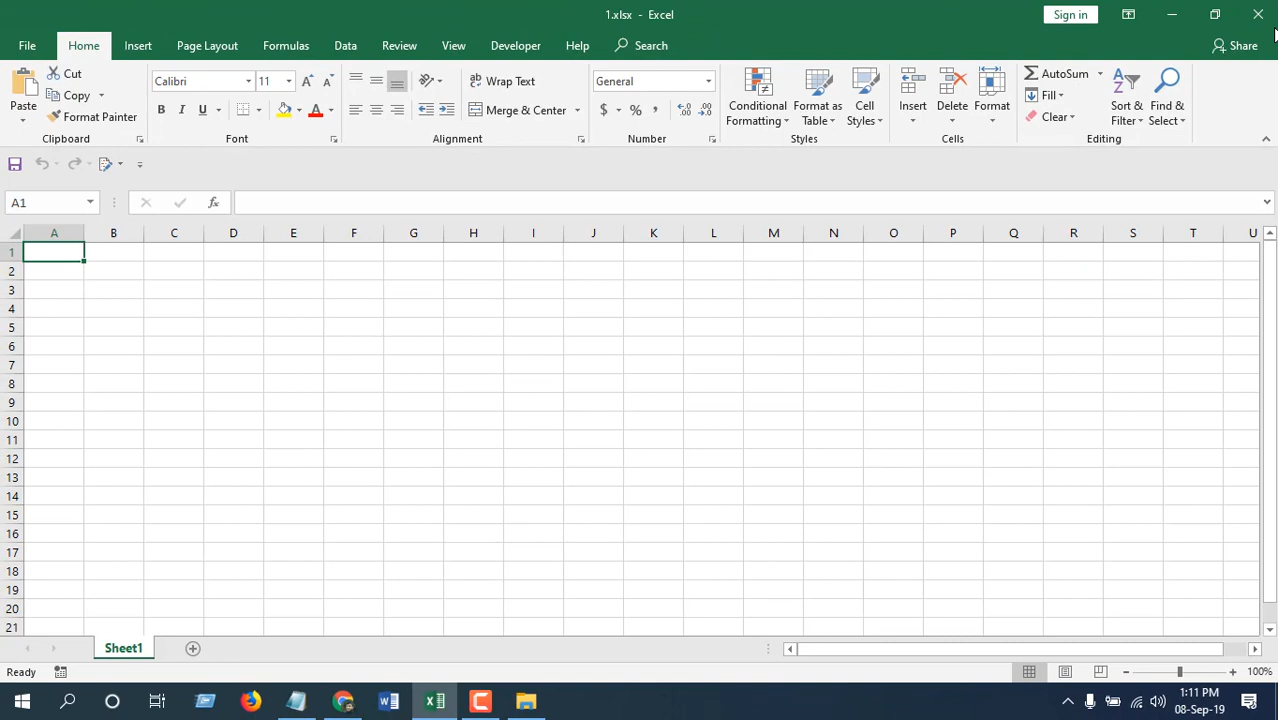 1.xlsx - Excel
Sign in
File Home Insert Page Layout Formulas Data Review View Developer Help Search Share
Paste
Cut
Copy
Format Painter
Clipboard
Calibri 11
B I U
Font
Wrap Text
Merge & Center
Alignment
General
$ % ,
Number
Conditional Formatting
Format as Table
Cell Styles
Styles
Insert
Delete
Format
Cells
AutoSum
Fill
Clear
Sort & Filter
Find & Select
Editing
A1
fx
A B C D E F G H I J K L M N O P Q R S T U
1
2
3
4
5
6
7
8
9
10
11
12
13
14
15
16
17
18
19
20
21
Sheet1
Ready
100%
1:11 PM
08-Sep-19